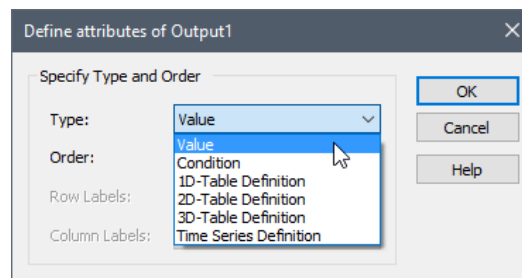 Define attributes of Output1
Specify Type and Order
Type:
Value
Value
Condition
1D-Table Definition
2D-Table Definition
3D-Table Definition
Time Series Definition
Order:
Row Labels:
Column Labels:
OK
Cancel
Help